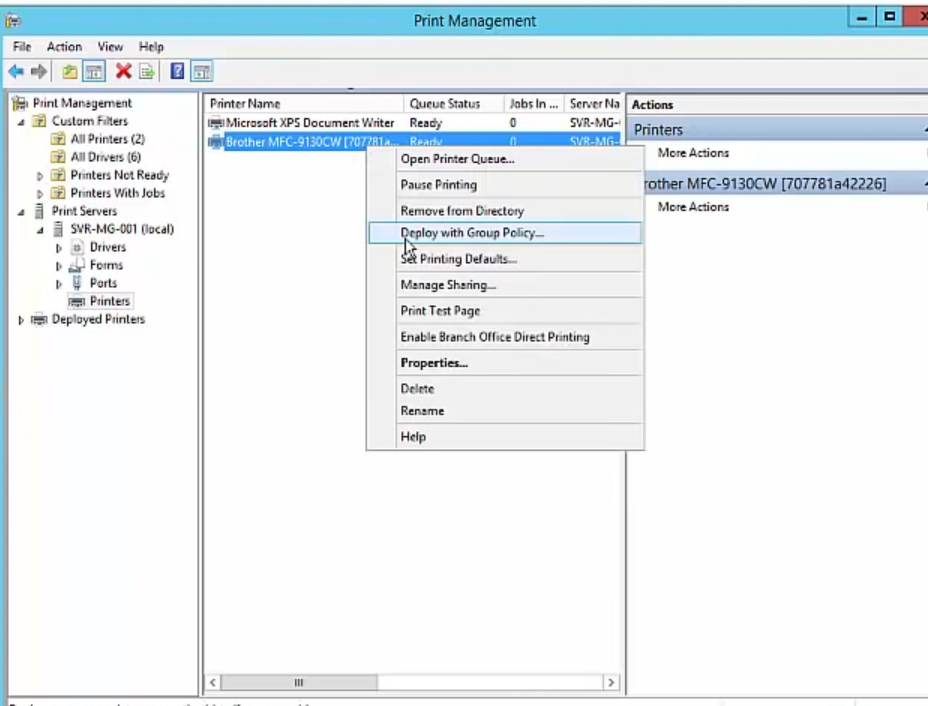 Print Management
File Action View Help
Print Management
Custom Filters
All Printers (2)
All Drivers (6)
Printers Not Ready
Printers With Jobs
Print Servers
SVR-MG-001 (local)
Drivers
Forms
Ports
Printers
Deployed Printers
Printer Name Queue Status Jobs In ... Server Na
Microsoft XPS Document Writer Ready 0 SVR-MG-
Brother MFC-9130CW [707781a... Ready 0 SVR-MG-
Open Printer Queue...
Pause Printing
Remove from Directory
Deploy with Group Policy...
Set Printing Defaults...
Manage Sharing...
Print Test Page
Enable Branch Office Direct Printing
Properties...
Delete
Rename
Help
Actions
Printers
More Actions
rother MFC-9130CW [707781a42226]
More Actions